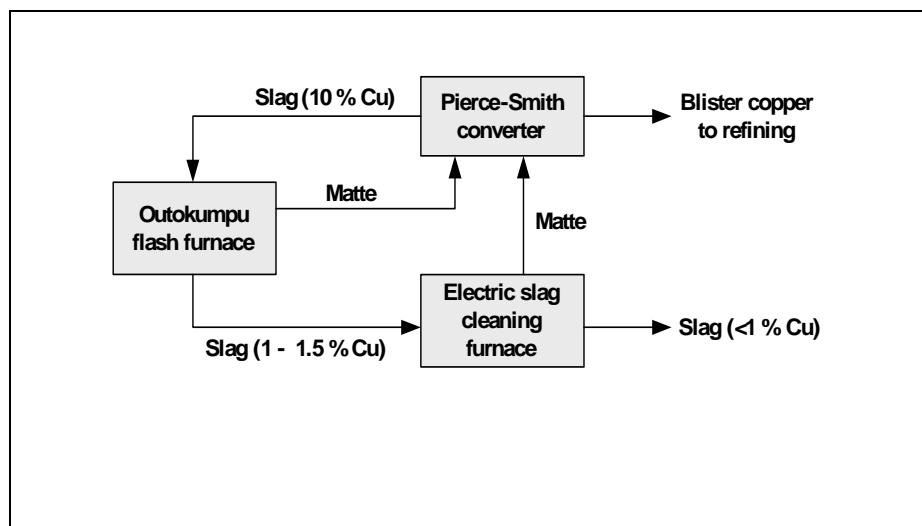 Slag (10 % Cu)
Pierce-Smith
converter
Blister copper
to refining
Outokumpu
flash furnace
Matte
Matte
Electric slag
cleaning
furnace
Slag (1 - 1.5 % Cu)
Slag (<1 % Cu)